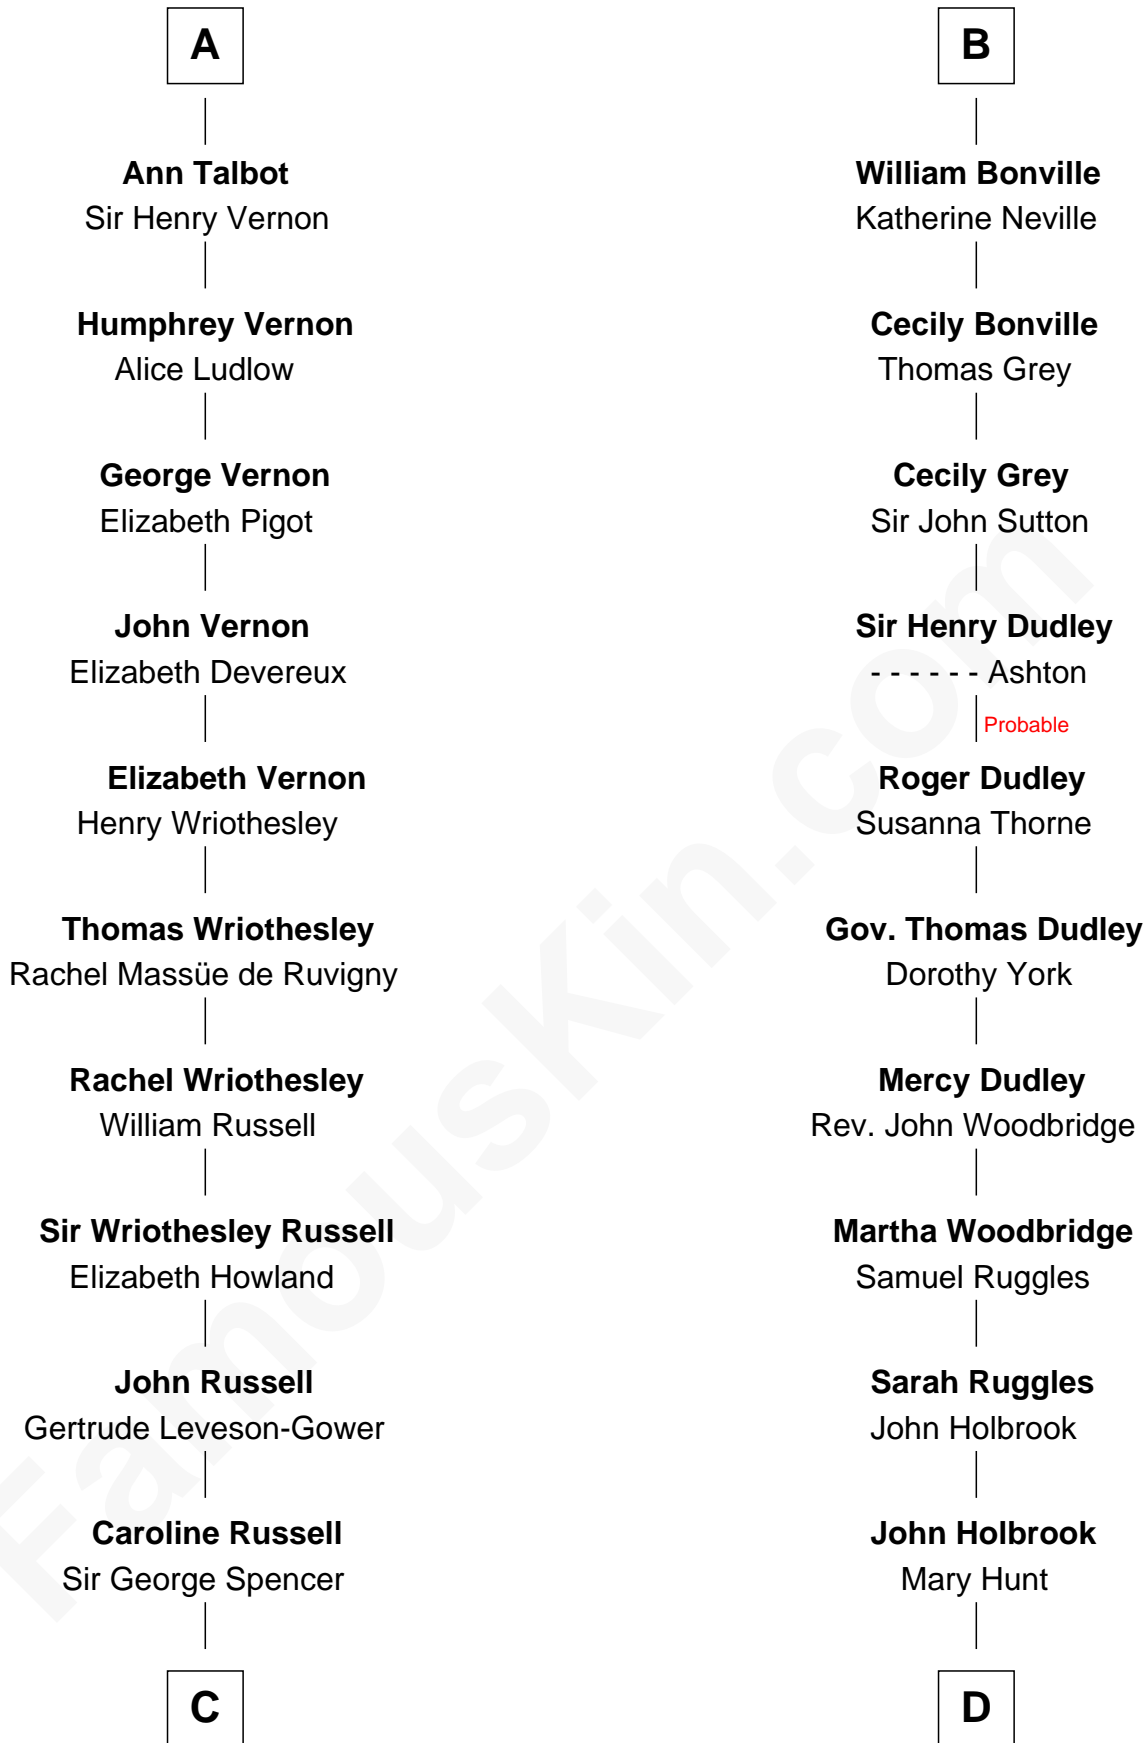 A
Ann Talbot
Sir Henry Vernon
Humphrey Vernon
Alice Ludlow
George Vernon
Elizabeth Pigot
John Vernon
Elizabeth Devereux
Elizabeth Vernon
Henry Wriothesley
Thomas Wriothesley
Rachel Massüe de Ruvigny
Rachel Wriothesley
William Russell
Sir Wriothesley Russell
Elizabeth Howland
John Russell
Gertrude Leveson-Gower
Caroline Russell
Sir George Spencer
C
B
William Bonville
Katherine Neville
Cecily Bonville
Thomas Grey
Cecily Grey
Sir John Sutton
Sir Henry Dudley
- - - - - - Ashton
Probable
Roger Dudley
Susanna Thorne
Gov. Thomas Dudley
Dorothy York
Mercy Dudley
Rev. John Woodbridge
Martha Woodbridge
Samuel Ruggles
Sarah Ruggles
John Holbrook
John Holbrook
Mary Hunt
D
FamousKin.com